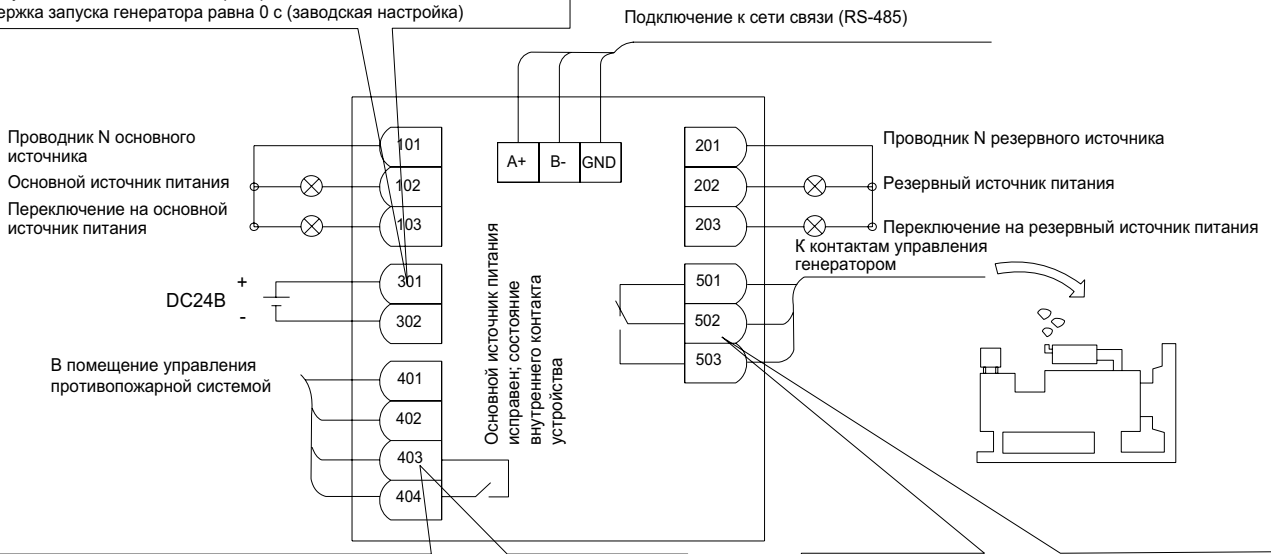 запуска генератора равна 0 с (заводская настройка)
Подключение к сети связи (RS-485)
Проводник N основного
источника
Основной источник питания
Переключение на основной
источник питания
101
102
103
A+ B- GND
201
202
203
Проводник N резервного источника
Резервный источник питания
Переключение на резервный источник питания
К контактам управления
генератором
+
DC24В
-
301
302
Основной источник питания
исправен; состояние
внутреннего контакта
устройства
501
502
503
В помещение управления
противопожарной системой
401
402
403
404